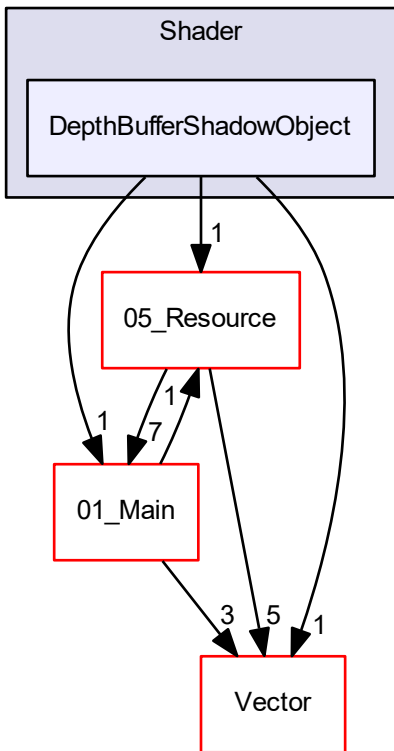 Shader
DepthBufferShadowObject
1
05_Resource
1
7
1
01_Main
3
5
1
Vector